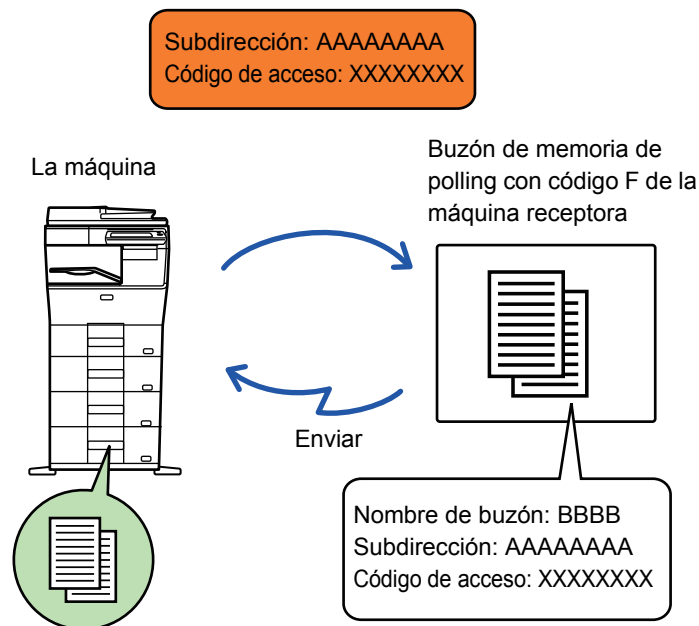 Subdirección: AAAAAAAA
Código de acceso: XXXXXXXX
La máquina
Buzón de memoria de
polling con código F de la
máquina receptora
Enviar
Nombre de buzón: BBBB
Subdirección: AAAAAAAA
Código de acceso: XXXXXXXX